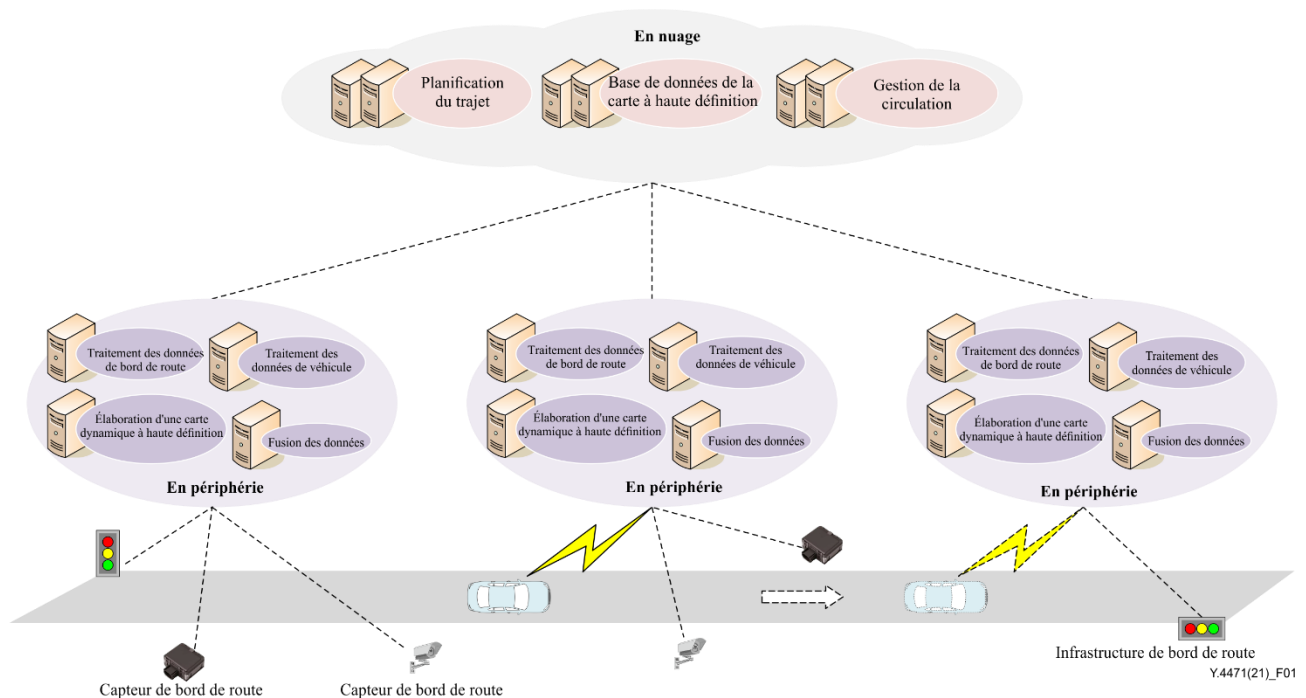 En nuage
Planification
du trajet
Base de données de la
carte à haute définition
Gestion de la
circulation
Traitement des données
de bord de route
Traitement des
données de véhicule
Élaboration d'une carte
dynamique à haute définition
Fusion des données
En périphérie
Traitement des données
de bord de route
Traitement des
données de véhicule
Élaboration d'une carte
dynamique à haute définition
Fusion des données
En périphérie
Traitement des données
de bord de route
Traitement des
données de véhicule
Élaboration d'une carte
dynamique à haute définition
Fusion des données
En périphérie
Capteur de bord de route
Capteur de bord de route
Infrastructure de bord de route
Y.4471(21)_F01